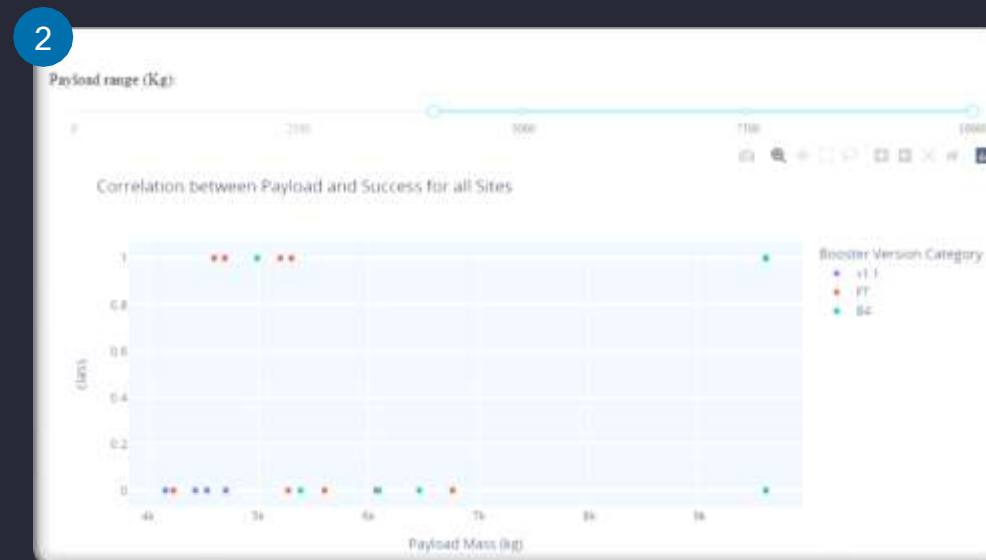 2
Payload range (Kg):
0 2500 5000 7500 10000
Correlation between Payload and Success for all Sites
1
0.8
0.6
0.4
0.2
0
class
4k 5k 6k 7k 8k 9k
Payload Mass (kg)
Booster Version Category
v1.1
FT
B4